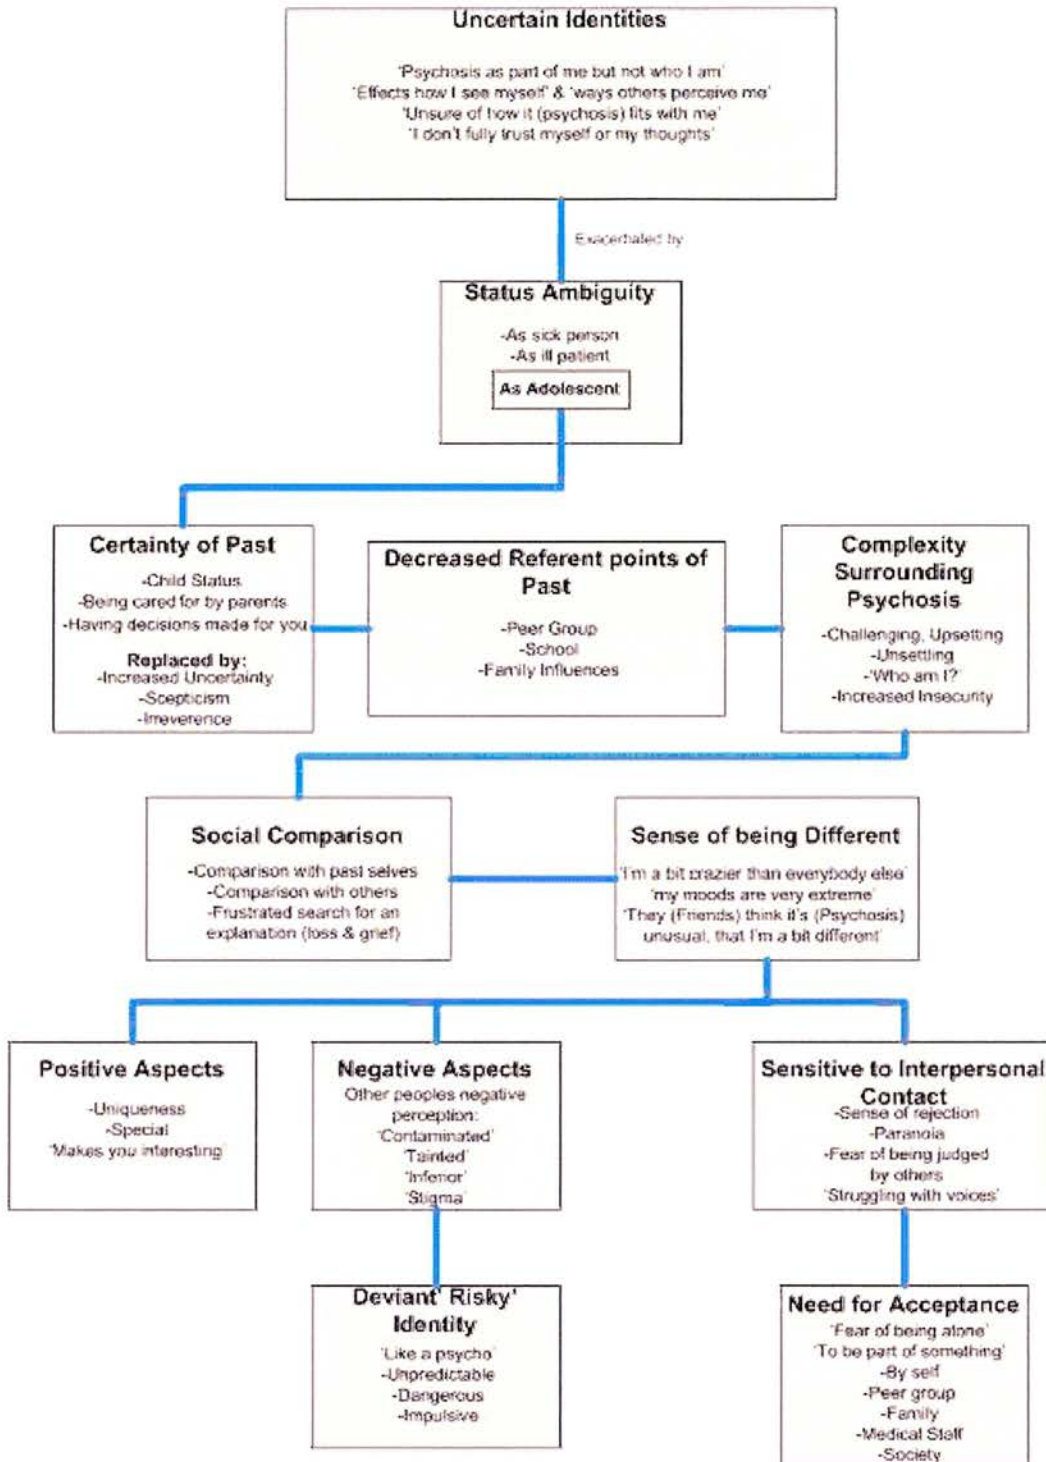 Uncertain Identities
'Psychosis as part of me but not who I am'
'Effects how I see myself' & 'ways others perceive me'
'Unsure of how it (psychosis) fits with me'
'I don't fully trust myself or my thoughts'
Exacerbated by
Status Ambiguity
-As sick person
-As ill patient
As Adolescent
Certainty of Past
-Child Status
-Being cared for by parents
-Having decisions made for you
Replaced by:
-Increased Uncertainty
-Scepticism
-Irreverence
Decreased Referent points of
Past
-Peer Group
-School
-Family Influences
Complexity
Surrounding
Psychosis
-Challenging, Upsetting
-Unsettling
-'Who am I?'
-Increased Insecurity
Social Comparison
-Comparison with past selves
-Comparison with others
-Frustrated search for an
explanation (loss & grief)
Sense of being Different
'I'm a bit crazier than everybody else'
'my moods are very extreme'
'They (Friends) think it's (Psychosis)
unusual, that I'm a bit different'
Positive Aspects
-Uniqueness
-Special
'Makes you interesting'
Negative Aspects
Other peoples negative
perception:
'Contaminated'
'Tainted'
'Inferior'
'Stigma'
Sensitive to Interpersonal
Contact
-Sense of rejection
-Paranoia
-Fear of being judged
by others
'Struggling with voices'
Deviant' Risky'
Identity
'Like a psycho'
-Unpredictable
-Dangerous
-Impulsive
Need for Acceptance
'Fear of being alone'
'To be part of something'
-By self
-Peer group
-Family
-Medical Staff
-Society